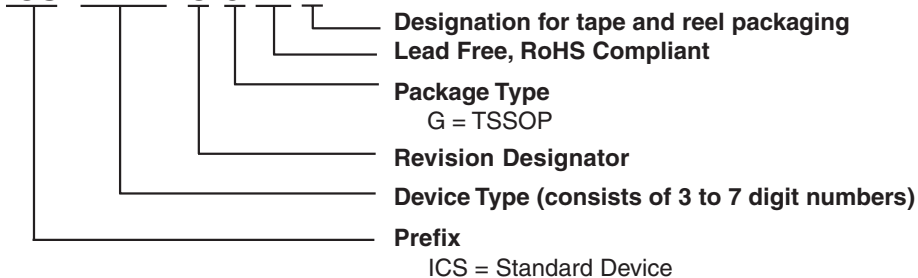 Designation for tape and reel packaging
Lead Free, RoHS Compliant
Package Type
G = TSSOP
Revision Designator
Device Type (consists of 3 to 7 digit numbers)
Prefix
ICS = Standard Device